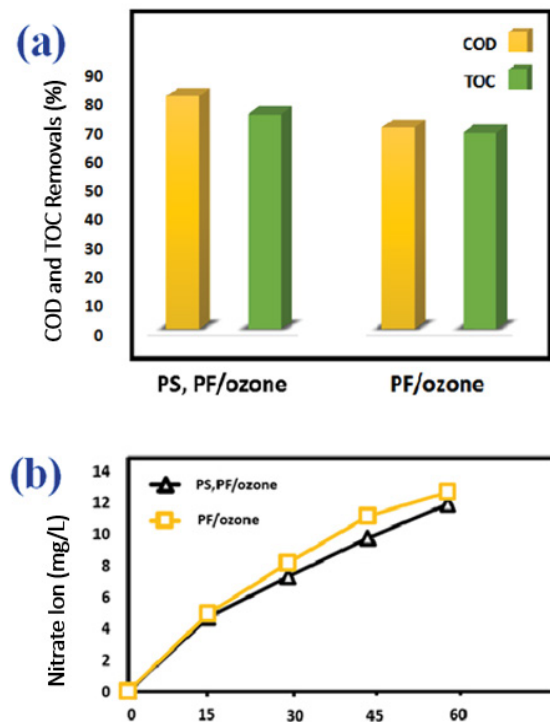 (a)
COD
TOC
COD and TOC Removals (%)
90
80
70
60
50
40
30
20
10
0
PS, PF/ozone
PF/ozone
(b)
Nitrate Ion (mg/L)
14
12
10
8
6
4
2
0
PS,PF/ozone
PF/ozone
0 15 30 45 60